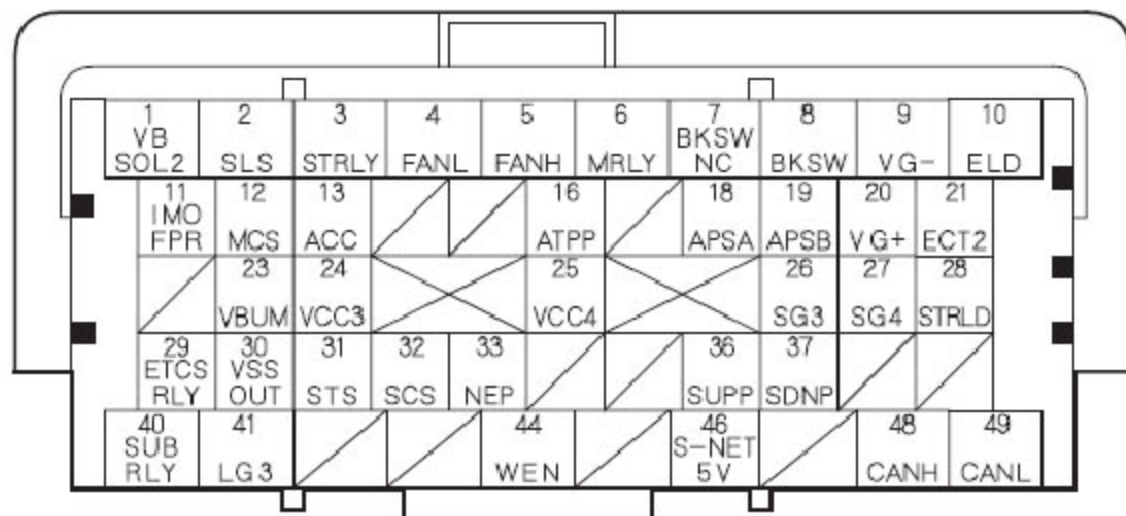 1 2 3 4 5 6 7 8 9 10
VB BKSW
SOL2 SLS STRLY FANL FANH MRLY NC BKSW VG- ELD
11 12 13 16 18 19 20 21
IMO
FPR MCS ACC ATPP APSA APSB VG+ ECT2
23 24 25 26 27 28
VBUM VCC3 VCC4 SG3 SG4 STRLD
29 30 31 32 33 36 37
ETCS VSS
RLY OUT STS SCS NEP SUPP SDNP
40 41 44 46 48 49
SUB S-NET
RLY LG3 WEN 5V CANH CANL